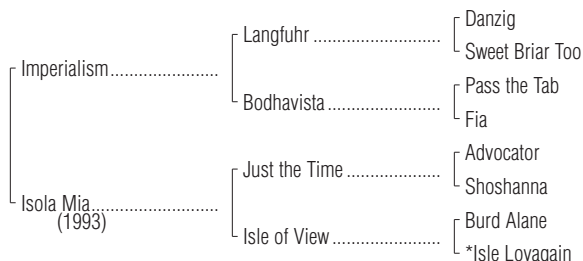 Danzig
Langfuhr
Sweet Briar Too
Imperialism
Pass the Tab
Bodhavista
Fia
Advocator
Just the Time
Shoshanna
Isola Mia
(1993)
Burd Alane
Isle of View
*Isle Lovagain